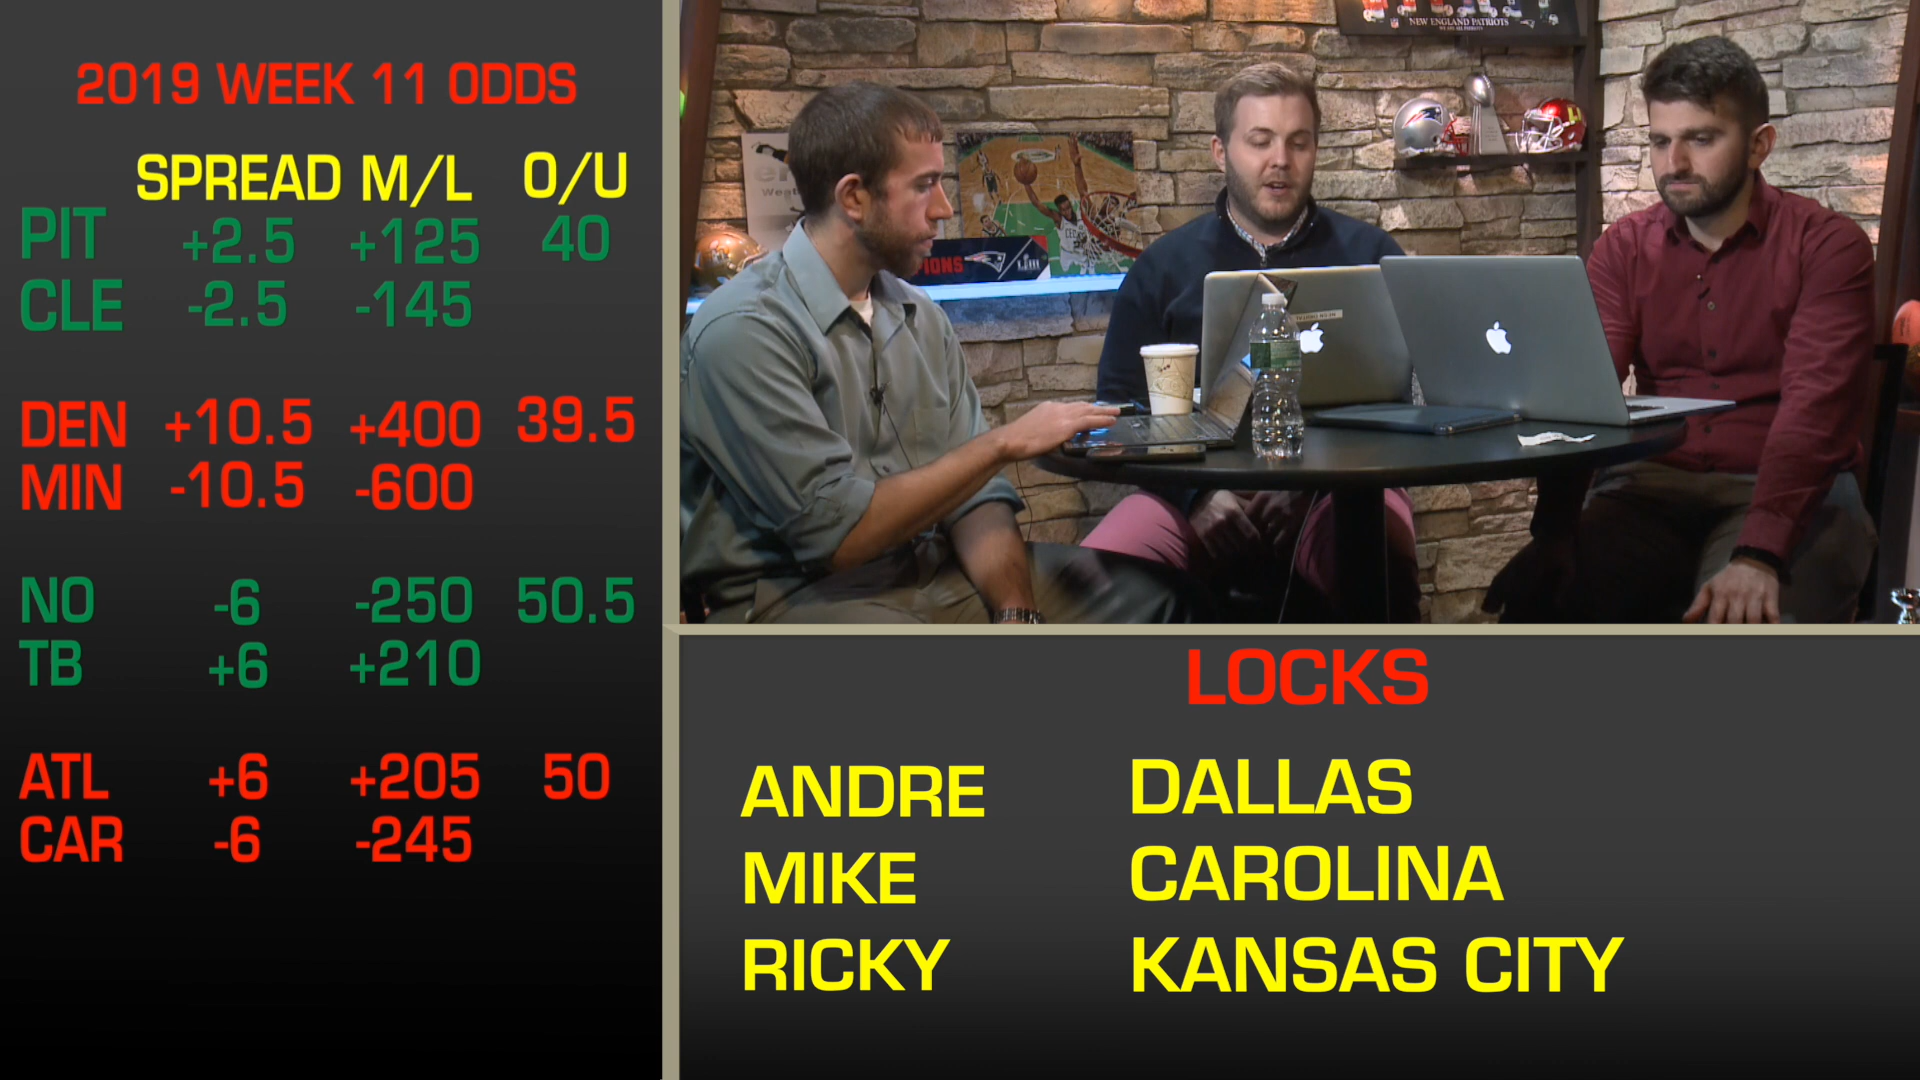 2019 WEEK 11 ODDS
SPREAD M/L O/U
PIT +2.5 +125 40
CLE -2.5 -145
DEN +10.5 +400 39.5
MIN -10.5 -600
NO -6 -250 50.5
TB +6 +210
ATL +6 +205 50
CAR -6 -245
NEW ENGLAND PATRIOTS
PIONS
LIII
LOCKS
ANDRE DALLAS
MIKE CAROLINA
RICKY KANSAS CITY